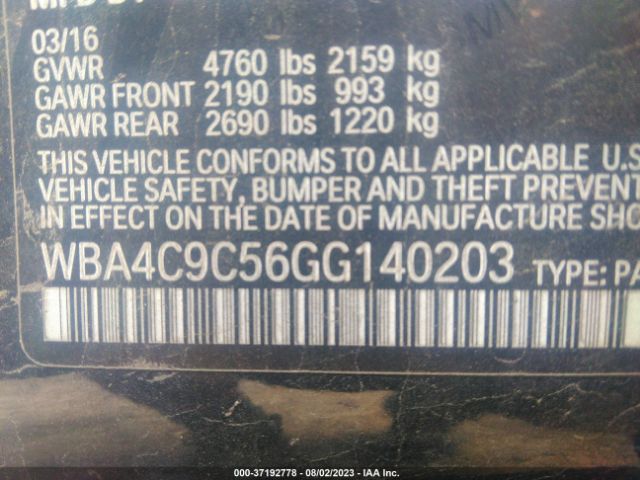 03/16
GVWR 4760 lbs 2159 kg
GAWR FRONT 2190 lbs 993 kg
GAWR REAR 2690 lbs 1220 kg
THIS VEHICLE CONFORMS TO ALL APPLICABLE U.S
VEHICLE SAFETY, BUMPER AND THEFT PREVENT
IN EFFECT ON THE DATE OF MANUFACTURE SHO
WBA4C9C56GG140203 TYPE: PA
000-37192778 - 08/02/2023 - IAA Inc.